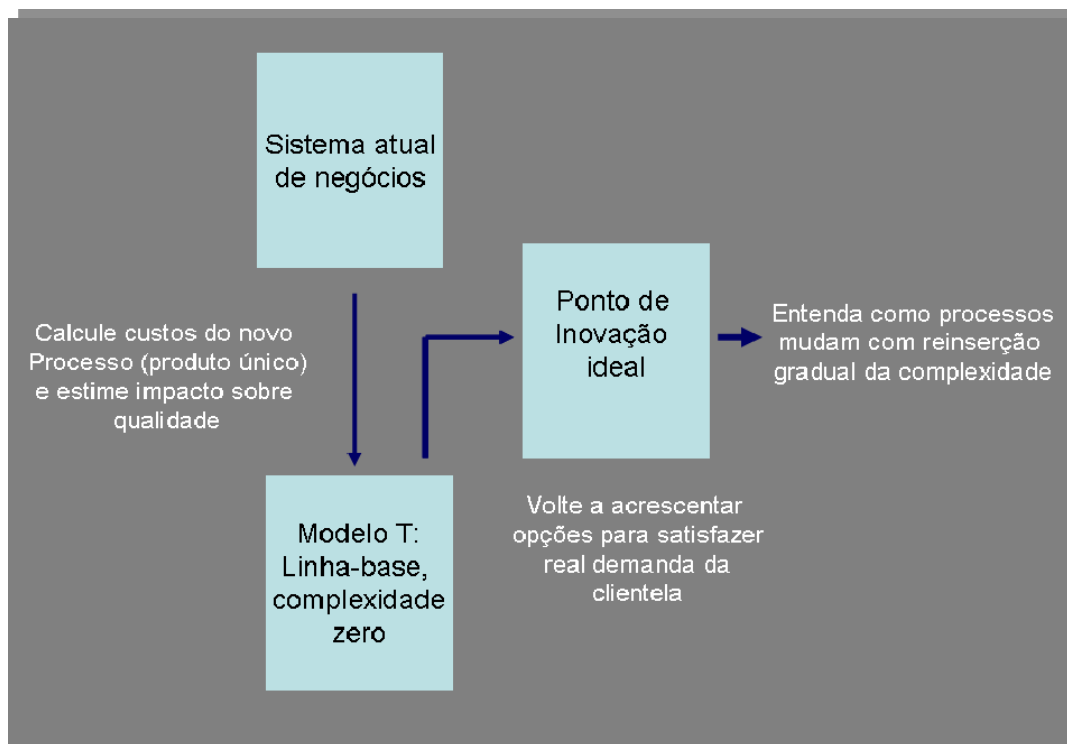 Sistema atual
de negócios
Calcule custos do novo
Processo (produto único)
e estime impacto sobre
qualidade
Modelo T:
Linha-base,
complexidade
zero
Ponto de
Inovação
ideal
Volte a acrescentar
opções para satisfazer
real demanda da
clientela
Entenda como processos
mudam com reinserção
gradual da complexidade